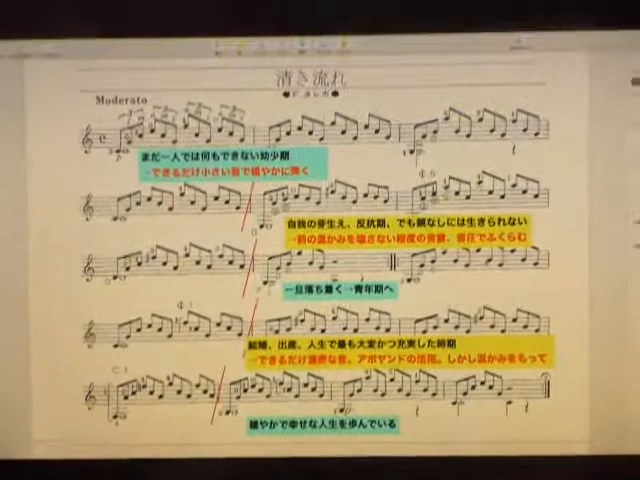 清き流れ
Moderato
まだ一人では何もできない幼少期
→できるだけ小さい音で穏やかに弾く
自我の芽生え、反抗期、でも親なしには生きられない
→前の温かみを壊さない程度の音量、音圧でふくらむ
一旦落ち着く→青年期へ
結婚、出産、人生で最も大変かつ充実した時期
→できるだけ濃密な音。アポヤンドの活用。しかし温かみをもって
C 1
穏やかで幸せな人生を歩んでいる